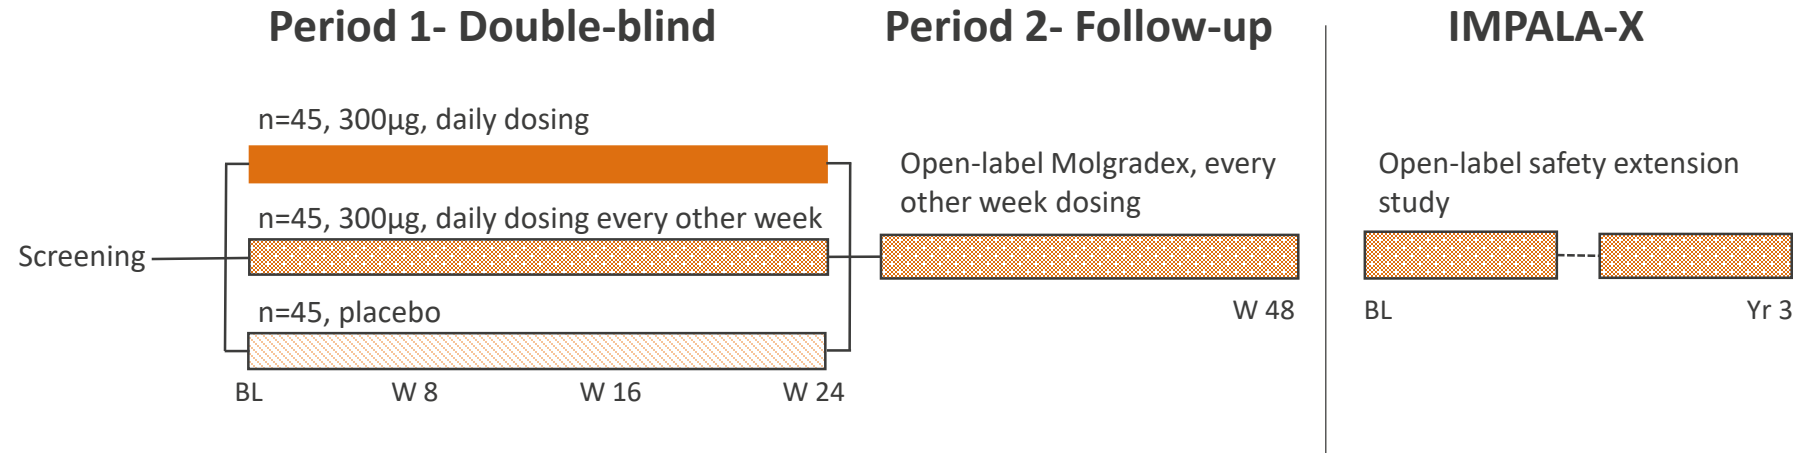 Period 1- Double-blind
Period 2- Follow-up
IMPALA-X
n=45, 300µg, daily dosing
Open-label Molgradex, every
other week dosing
Open-label safety extension
study
n=45, 300µg, daily dosing every other week
Screening
n=45, placebo
W 48
BL
Yr 3
BL
W 8
W 16
W 24